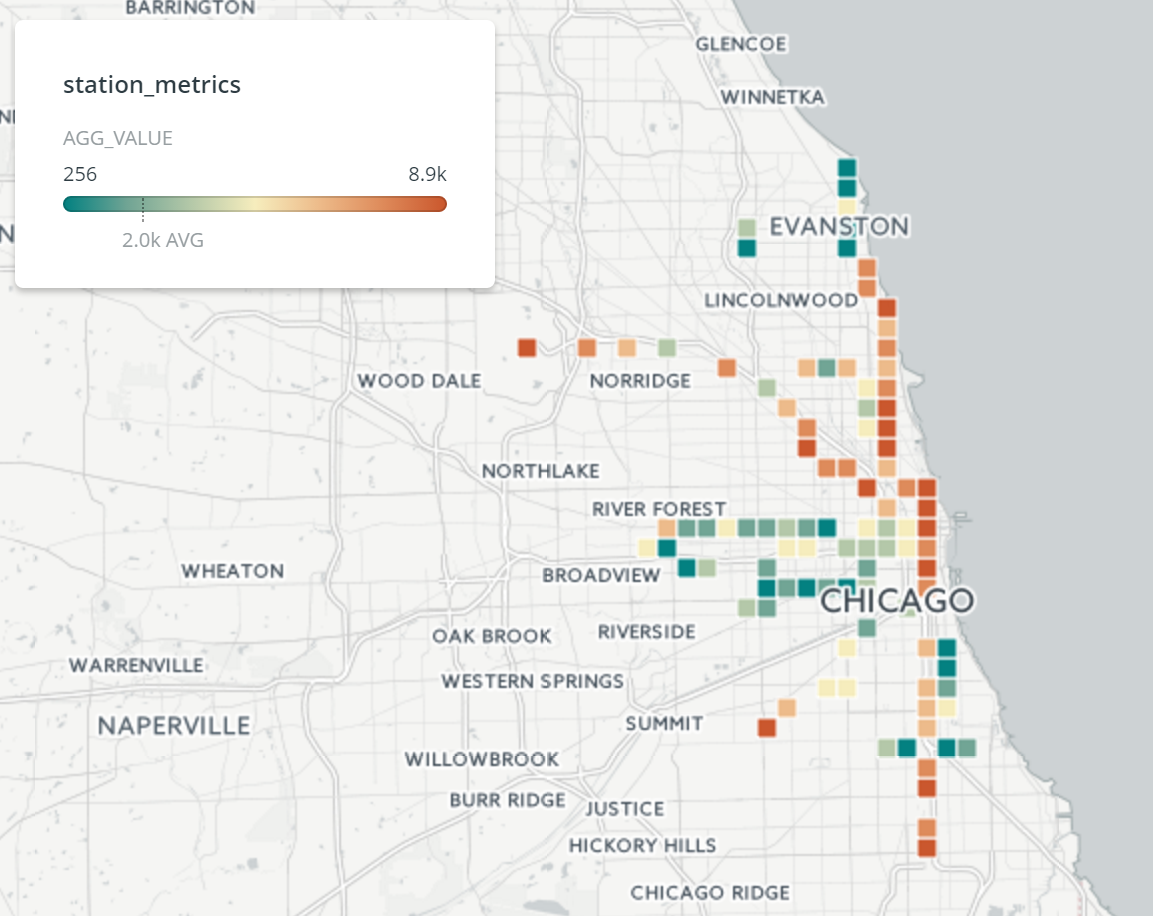 BARRINGTON
GLENCOE
station_metrics
WINNETKA
AGG_VALUE
256 8.9k
EVANSTON
2.0k AVG
LINCOLNWOOD
WOOD DALE
NORRIDGE
NORTHLAKE
RIVER FOREST
WHEATON
BROADVIEW
CHICAGO
OAK BROOK
RIVERSIDE
WARRENVILLE
WESTERN SPRINGS
NAPERVILLE
SUMMIT
WILLOWBROOK
BURR RIDGE
JUSTICE
HICKORY HILLS
CHICAGO RIDGE